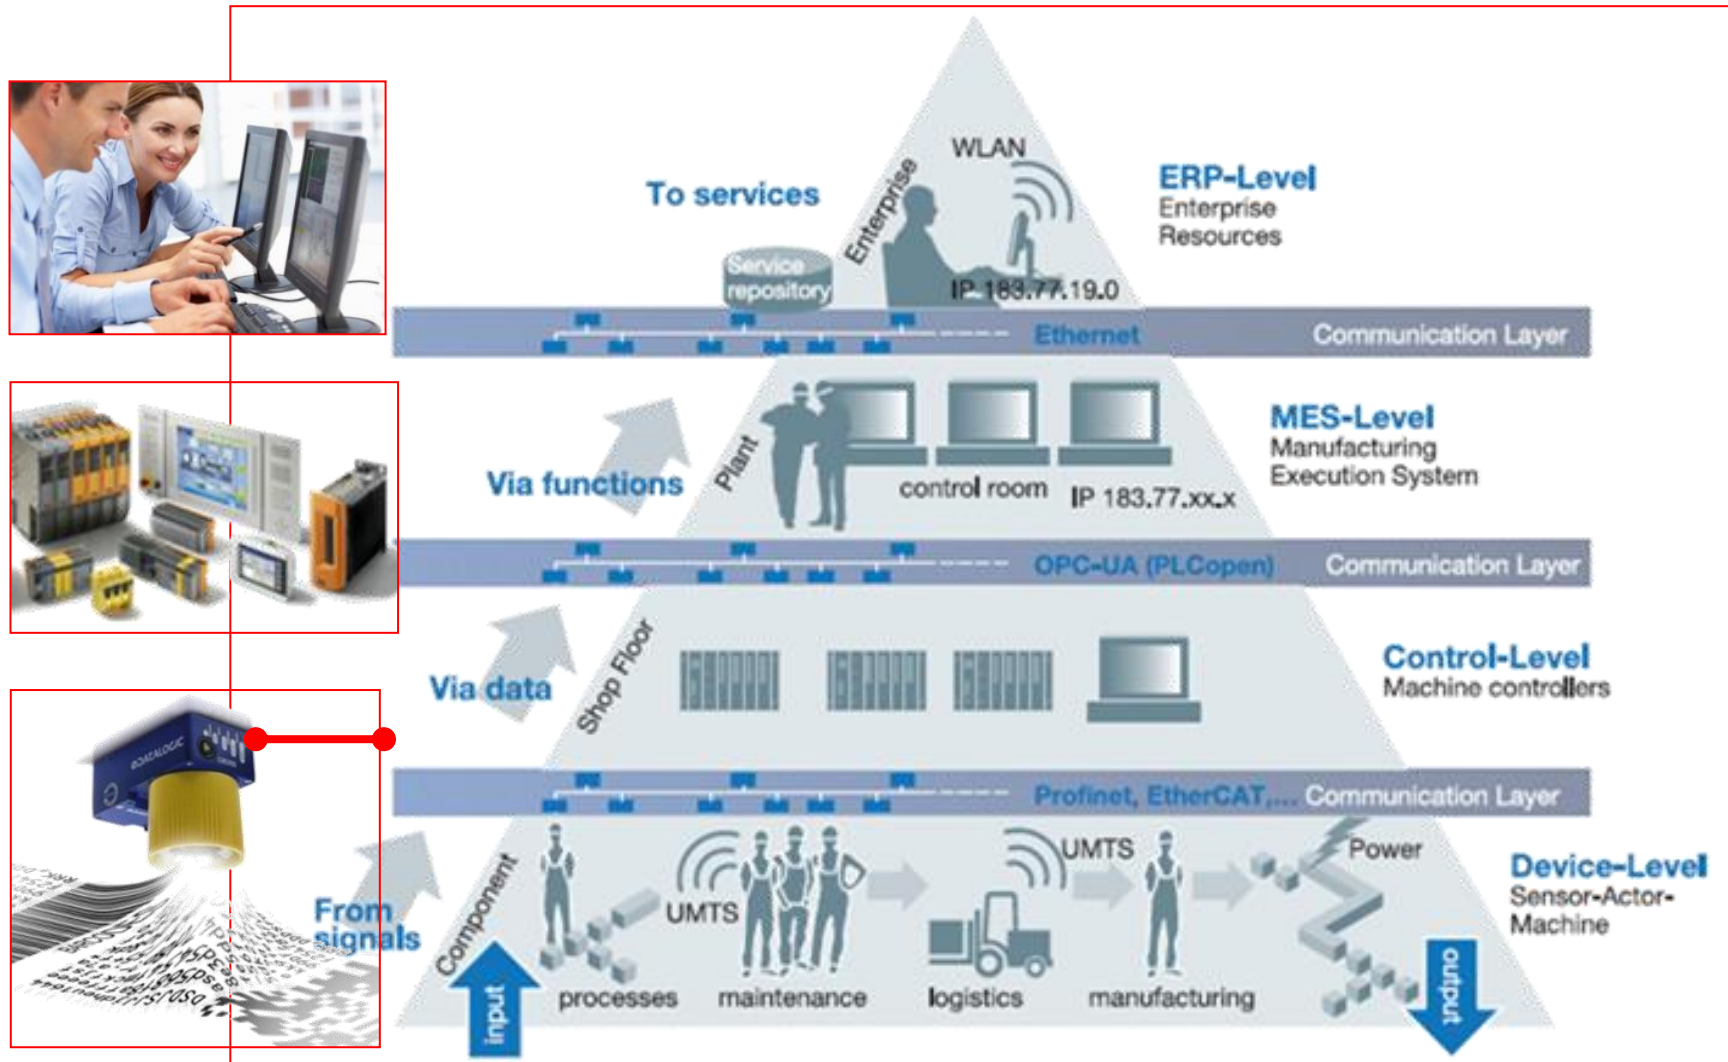 WLAN
To services
Enterprise
ERP-Level
Enterprise
Resources
Service
repository
IP 183.77.19.0
Ethernet
Communication Layer
Via functions
Plant
control room
IP 183.77.xx.x
MES-Level
Manufacturing
Execution System
OPC-UA (PLCopen)
Communication Layer
Via data
Shop Floor
Control-Level
Machine controllers
DATALOGIC
Profinet, EtherCAT,...
Communication Layer
From
signals
Component
UMTS
UMTS
Power
Device-Level
Sensor-Actor-
Machine
input
processes
maintenance
logistics
manufacturing
output